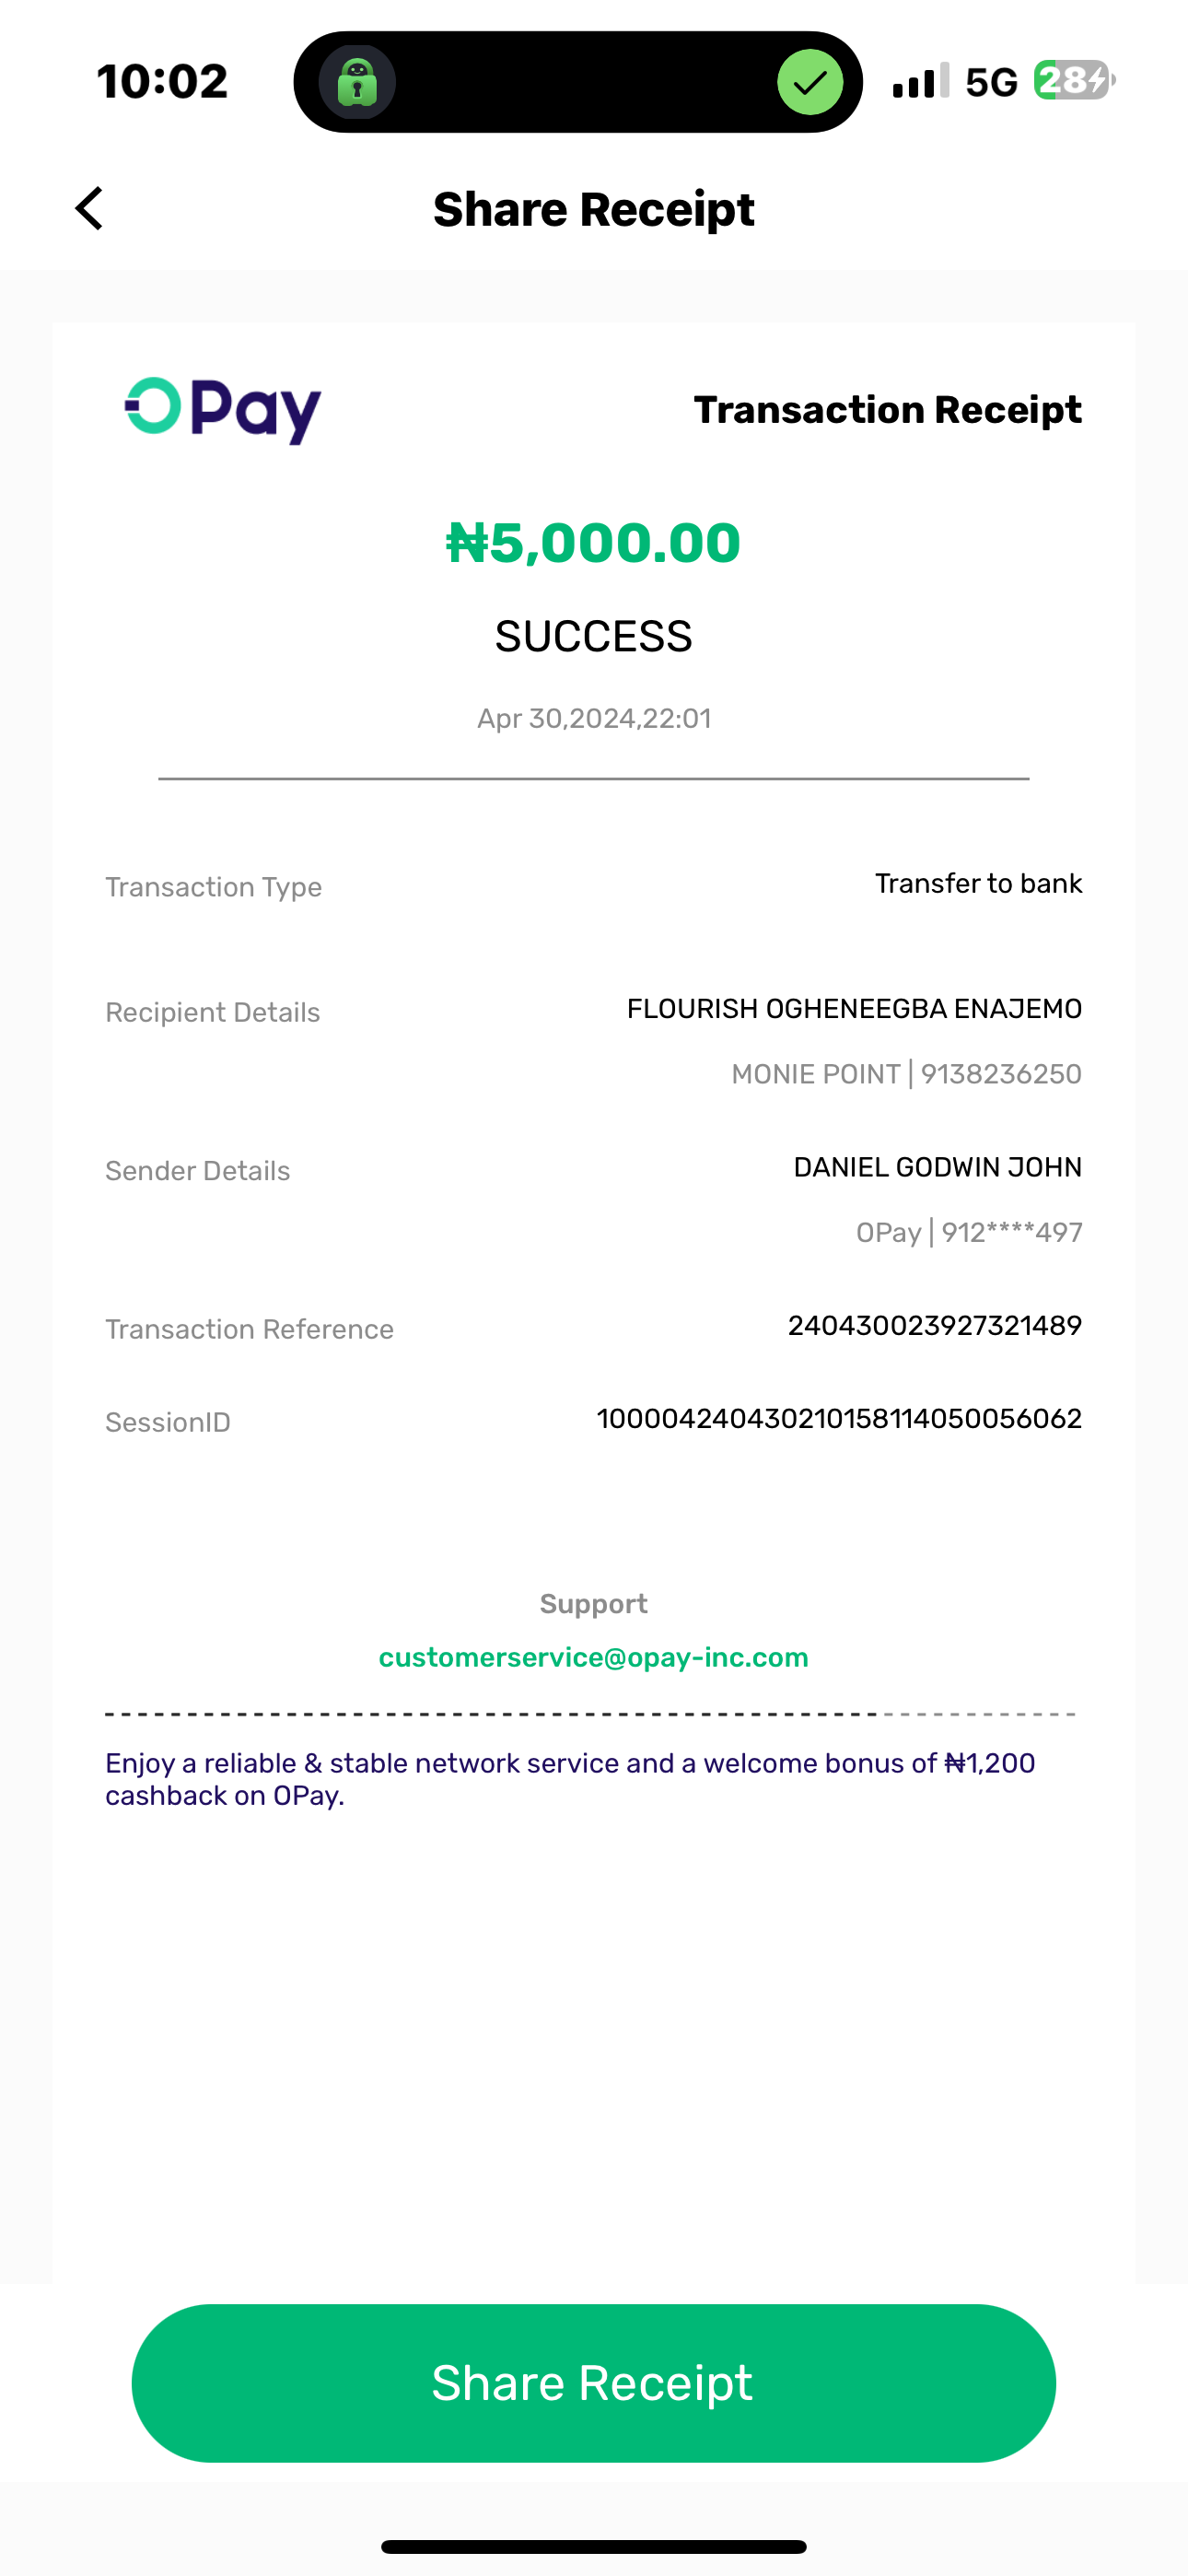 10:02 5G 28
Share Receipt
OPay Transaction Receipt
₦5,000.00
SUCCESS
Apr 30,2024,22:01
Transaction Type Transfer to bank
Recipient Details FLOURISH OGHENEEGBA ENAJEMO
MONIE POINT | 9138236250
Sender Details DANIEL GODWIN JOHN
OPay | 912****497
Transaction Reference 240430023927321489
SessionID 100004240430210158114050056062
Support
customerservice@opay-inc.com
Enjoy a reliable & stable network service and a welcome bonus of ₦1,200
cashback on OPay.
Share Receipt